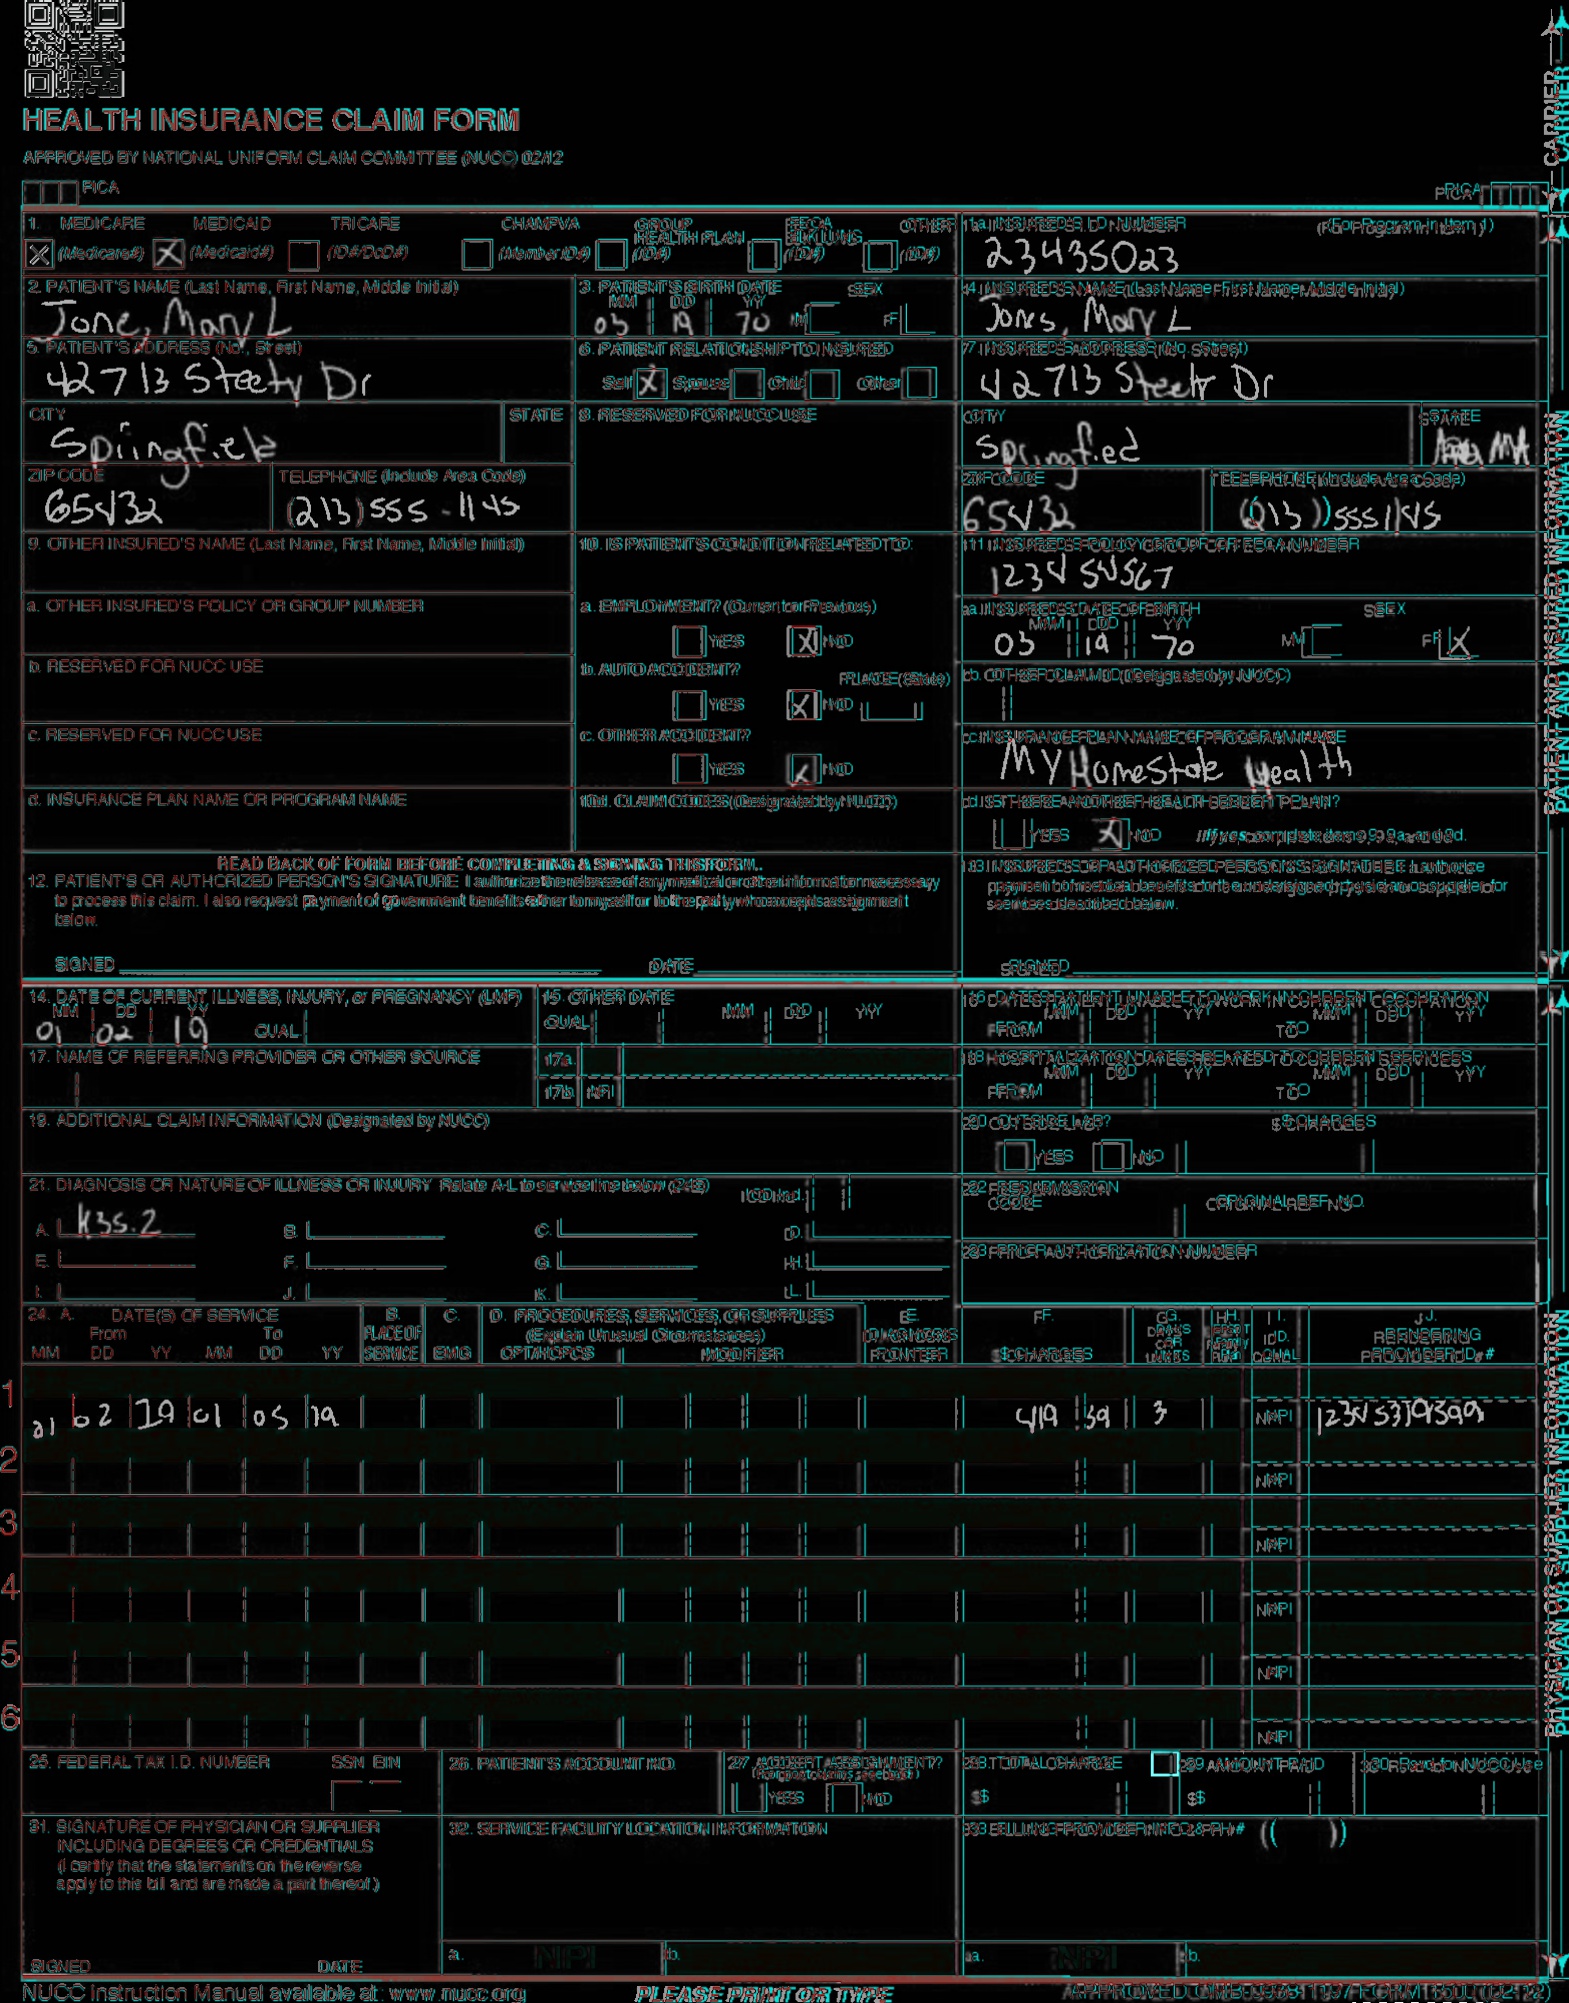 HEALTH INSURANCE CLAIM FORM
APPROVED BY NATIONAL UNIFORM CLAIM COMMITTEE (NUCC) 02/12
PICA PICA
CARRIER
1. MEDICARE MEDICAID TRICARE CHAMPVA GROUP HEALTH PLAN FECA BLK LUNG OTHER
(Medicare#) (Medicaid#) (ID#/DoD#) (Member ID#) (ID#) (ID#) (ID#)
1a. INSURED'S ID NUMBER (For Program in Item 1)
23435023
2. PATIENT'S NAME (Last Name, First Name, Middle Initial)
Jone, Mary L
3. PATIENT'S BIRTH DATE SEX
MM DD YY
03 19 70 M F
4. INSURED'S NAME (Last Name, First Name, Middle Initial)
Jones, Mary L
5. PATIENT'S ADDRESS (No., Street)
42713 Steety Dr
6. PATIENT RELATIONSHIP TO INSURED
Self X Spouse Child Other
7. INSURED'S ADDRESS (No. Street)
42713 Dr
CITY STATE
Springfield
8. RESERVED FOR NUCC USE
CITY STATE
Springfied MA
ZIP CODE TELEPHONE (Include Area Code)
65432 (213) 555-1145
ZIP CODE TELEPHONE (Include Area Code)
65432 (213) 555 1145
9. OTHER INSURED'S NAME (Last Name, First Name, Middle Initial)
10. IS PATIENT'S CONDITION RELATED TO:
11. INSURED'S POLICY GROUP OR FECA NUMBER
1234 54567
a. OTHER INSURED'S POLICY OR GROUP NUMBER
a. EMPLOYMENT? (Current or Previous)
YES X NO
a. INSURED'S DATE OF BIRTH SEX
MM DD YY
03 19 70 M F X
b. RESERVED FOR NUCC USE
b. AUTO ACCIDENT? PLACE (State)
YES X NO
b. OTHER CLAIM ID (Designated by NUCC)
c. RESERVED FOR NUCC USE
c. OTHER ACCIDENT?
YES NO
c. INSURANCE PLAN NAME OR PROGRAM NAME
MY HomeState Health
d. INSURANCE PLAN NAME OR PROGRAM NAME
10d. CLAIM CODES (Designated by NUCC)
d. IS THERE ANOTHER HEALTH BENEFIT PLAN?
YES X NO If yes, complete items 9, 9a, and 9d.
READ BACK OF FORM BEFORE COMPLETING & SIGNING THIS FORM.
12. PATIENT'S OR AUTHORIZED PERSON'S SIGNATURE I authorize the release of any medical or other information necessary
to process this claim. I also request payment of government benefits either to myself or to the party who accepts assignment
below.
SIGNED DATE
13. INSURED'S OR AUTHORIZED PERSON'S SIGNATURE I authorize
payment of medical benefits to the undersigned physician or supplier for
services described below.
SIGNED
PATIENT AND INSURED INFORMATION
14. DATE OF CURRENT ILLNESS, INJURY, or PREGNANCY (LMP)
MM DD YY
01 02 19 QUAL
15. OTHER DATE
QUAL MM DD YY
16 DATES PATIENT UNABLE TO WORK IN CURRENT OCCUPATION
MM DD YY MM DD YY
FROM TO
17. NAME OF REFERRING PROVIDER OR OTHER SOURCE
17a
17b NPI
18 HOSPITALIZATION DATES RELATED TO CURRENT SERVICES
MM DD YY MM DD YY
FROM TO
19. ADDITIONAL CLAIM INFORMATION (Designated by NUCC)
20 OUTSIDE LAB? $ CHARGES
YES NO
21. DIAGNOSIS OR NATURE OF ILLNESS OR INJURY Relate A-L to service line below (24E) ICD Ind.
A. K35.2 B. C. D.
E. F. G. H.
I. J. K. L.
22 RESUBMISSION CODE ORIGINAL REF NO.
23 PRIOR AUTHORIZATION NUMBER
24. A. DATE(S) OF SERVICE B. C. D. PROCEDURES, SERVICES, OR SUPPLIES E. F. G. H. I. J.
From To PLACE OF (Explain Unusual Circumstances) DIAGNOSIS DAYS OR UNITS ID. RENDERING
MM DD YY MM DD YY SERVICE EMG CPT/HCPCS MODIFIER POINTER $ CHARGES QUAL PROVIDER ID. #
1 01 02 19 01 05 19 419 39 3 NPI
2 NPI
3 NPI
4 NPI
5 NPI
6 NPI
25. FEDERAL TAX I.D. NUMBER SSN EIN
26. PATIENT'S ACCOUNT NO.
27 ACCEPT ASSIGNMENT?
YES NO
28. TOTAL CHARGE
$
29 AMOUNT PAID
$
30 Rsvd for NUCC Use
31. SIGNATURE OF PHYSICIAN OR SUPPLIER
INCLUDING DEGREES OR CREDENTIALS
(I certify that the statements on the reverse
apply to this bill and are made a part thereof.)
SIGNED DATE
32. SERVICE FACILITY LOCATION INFORMATION
a. NPI b.
33 BILLING PROVIDER INFO & PH # ( )
a. NPI b.
PHYSICIAN OR SUPPLIER INFORMATION
NUCC Instruction Manual available at: www.nucc.org
PLEASE PRINT OR TYPE